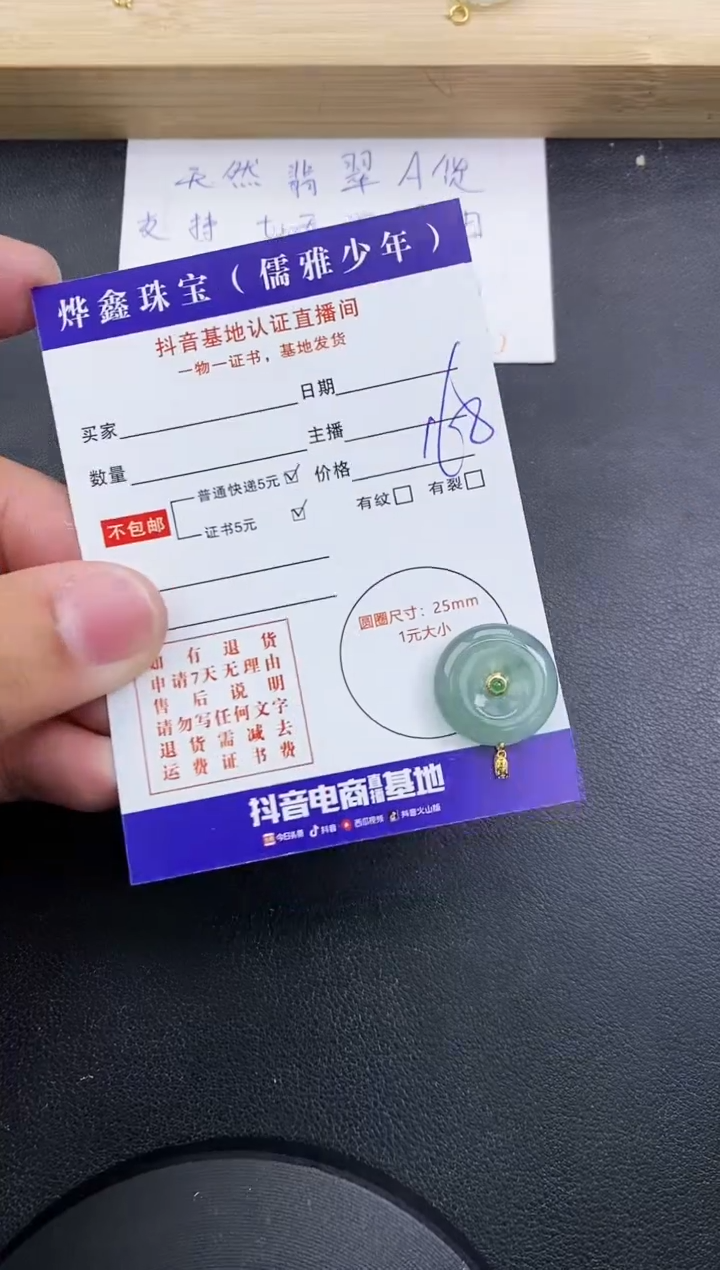 天然翡翠A货
支持七天
烨鑫珠宝(儒雅少年)
抖音基地认证直播间
一物一证书，基地发货
日期
买家
主播
数量
价格
168
普通快递5元
不包邮
证书5元
有纹
有裂
圆圈尺寸：25mm
1元大小
如有退货
申请7天无理由
售后说明
请勿写任何文字
退货需减去
运费证书费
抖音电商直播基地
今日头条 抖音 西瓜视频 抖音火山版